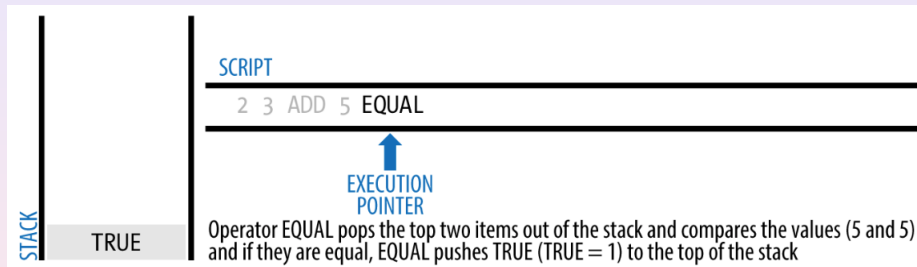 SCRIPT
2 3 ADD 5 EQUAL
EXECUTION
POINTER
STACK
TRUE
Operator EQUAL pops the top two items out of the stack and compares the values (5 and 5)
and if they are equal, EQUAL pushes TRUE (TRUE = 1) to the top of the stack